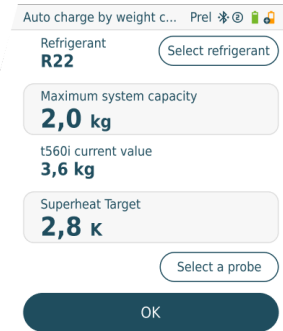 Auto charge by weight c... Prel ②
Refrigerant
R22
Select refrigerant
Maximum system capacity
2,0 kg
t560i current value
3,6 kg
Superheat Target
2,8 K
Select a probe
OK